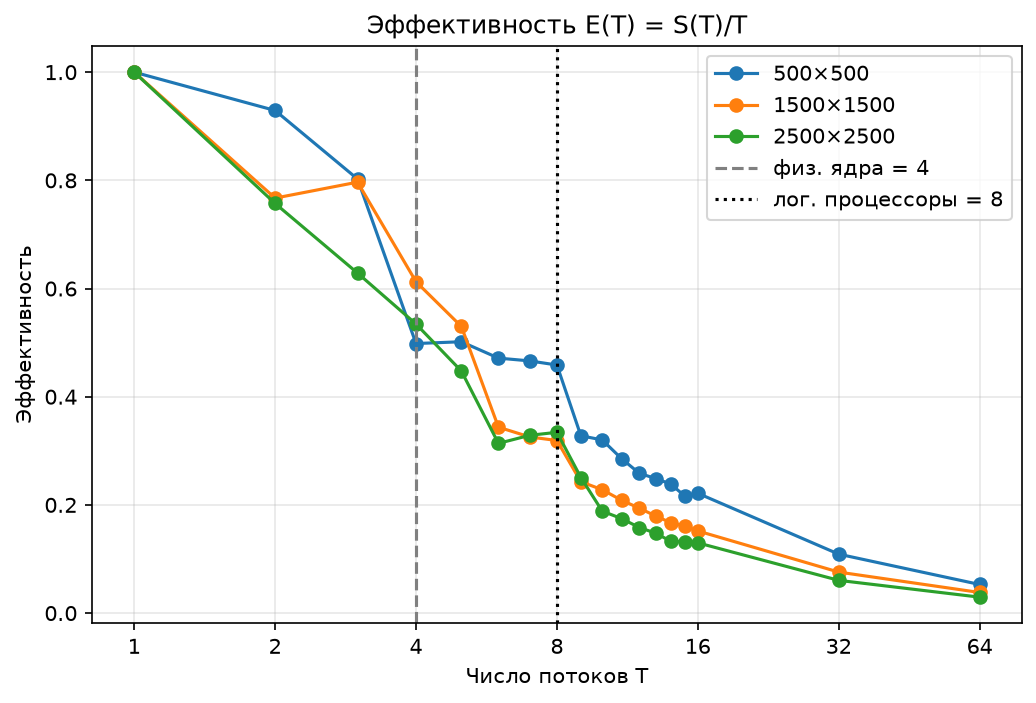 Эффективность E(T) = S(T)/T
Эффективность
1.0
0.8
0.6
0.4
0.2
0.0
500×500
1500×1500
2500×2500
физ. ядра = 4
лог. процессоры = 8
1 2 4 8 16 32 64
Число потоков T